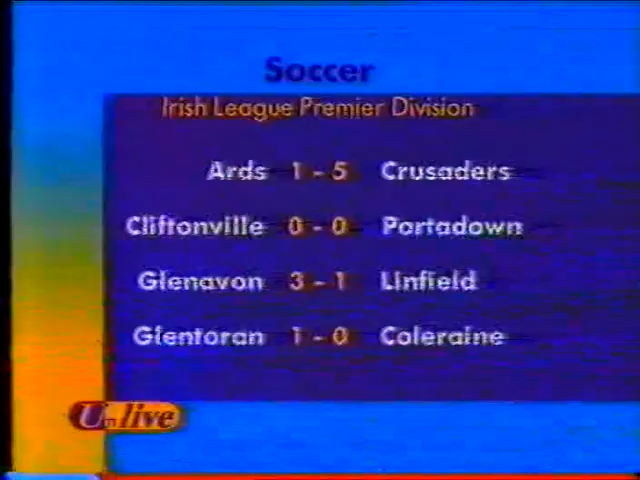 Soccer
Irish League Premier Division
Ards 1 - 5 Crusaders
Cliftonville 0 - 0 Portadown
Glenavon 3 - 1 Linfield
Glentoran 1 - 0 Coleraine
live